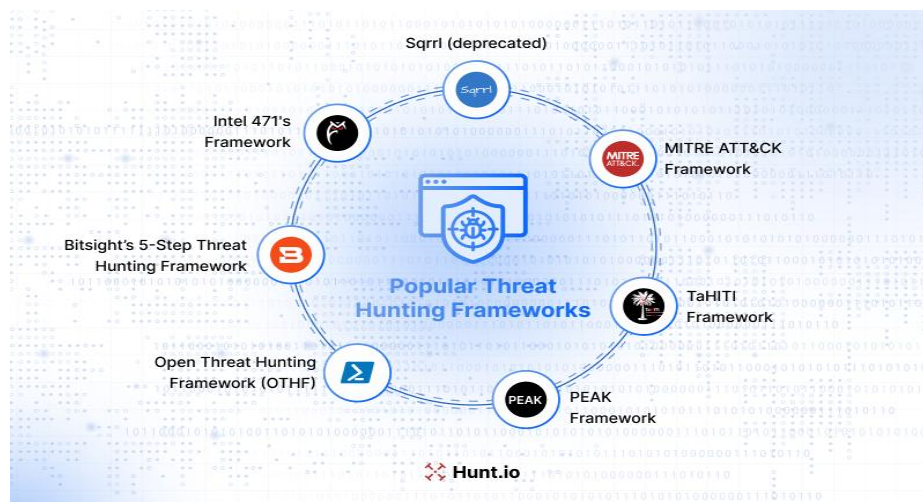 Sqrrl (deprecated)
Sqrrl
Intel 471's
Framework
MITRE
ATT&CK
MITRE ATT&CK
Framework
Bitsight's 5-Step Threat
Hunting Framework
Popular Threat
Hunting Frameworks
TaHITI
Framework
Open Threat Hunting
Framework (OTHF)
PEAK
PEAK
Framework
Hunt.io